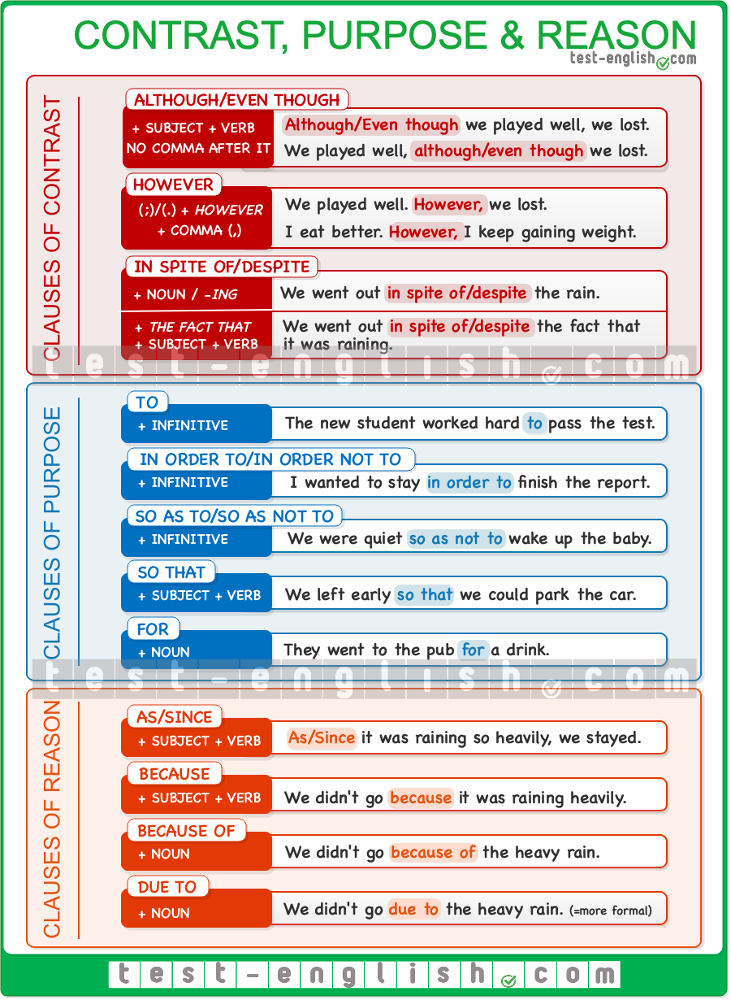 CONTRAST, PURPOSE & REASON
test-english.com
CLAUSES OF CONTRAST
ALTHOUGH/EVEN THOUGH
+ SUBJECT + VERB
NO COMMA AFTER IT
Although/Even though we played well, we lost.
We played well, although/even though we lost.
HOWEVER
(;)/(.) + HOWEVER
+ COMMA (,)
We played well. However, we lost.
I eat better. However, I keep gaining weight.
IN SPITE OF/DESPITE
+ NOUN / -ING
We went out in spite of/despite the rain.
+ THE FACT THAT
+ SUBJECT + VERB
We went out in spite of/despite the fact that
it was raining.
test-english.com
CLAUSES OF PURPOSE
TO
+ INFINITIVE
The new student worked hard to pass the test.
IN ORDER TO/IN ORDER NOT TO
+ INFINITIVE
I wanted to stay in order to finish the report.
SO AS TO/SO AS NOT TO
+ INFINITIVE
We were quiet so as not to wake up the baby.
SO THAT
+ SUBJECT + VERB
We left early so that we could park the car.
FOR
+ NOUN
They went to the pub for a drink.
test-english.com
CLAUSES OF REASON
AS/SINCE
+ SUBJECT + VERB
As/Since it was raining so heavily, we stayed.
BECAUSE
+ SUBJECT + VERB
We didn't go because it was raining heavily.
BECAUSE OF
+ NOUN
We didn't go because of the heavy rain.
DUE TO
+ NOUN
We didn't go due to the heavy rain. (=more formal)
test-english.com